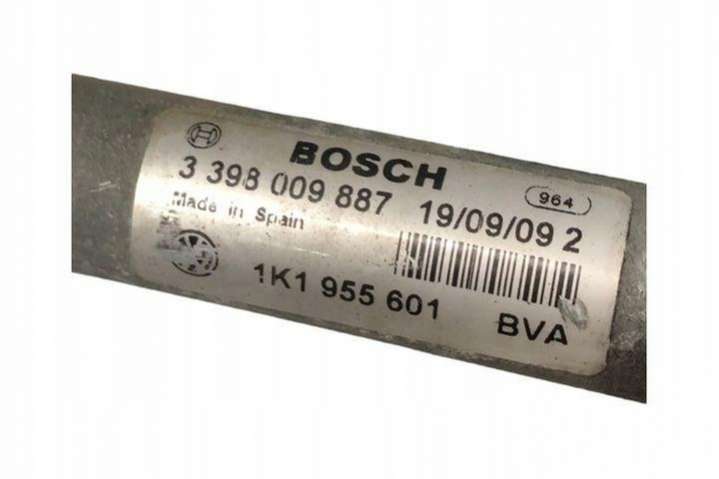 BOSCH
964
3 398 009 887 19/09/09 2
Made in Spain
1K1 955 601
BVA